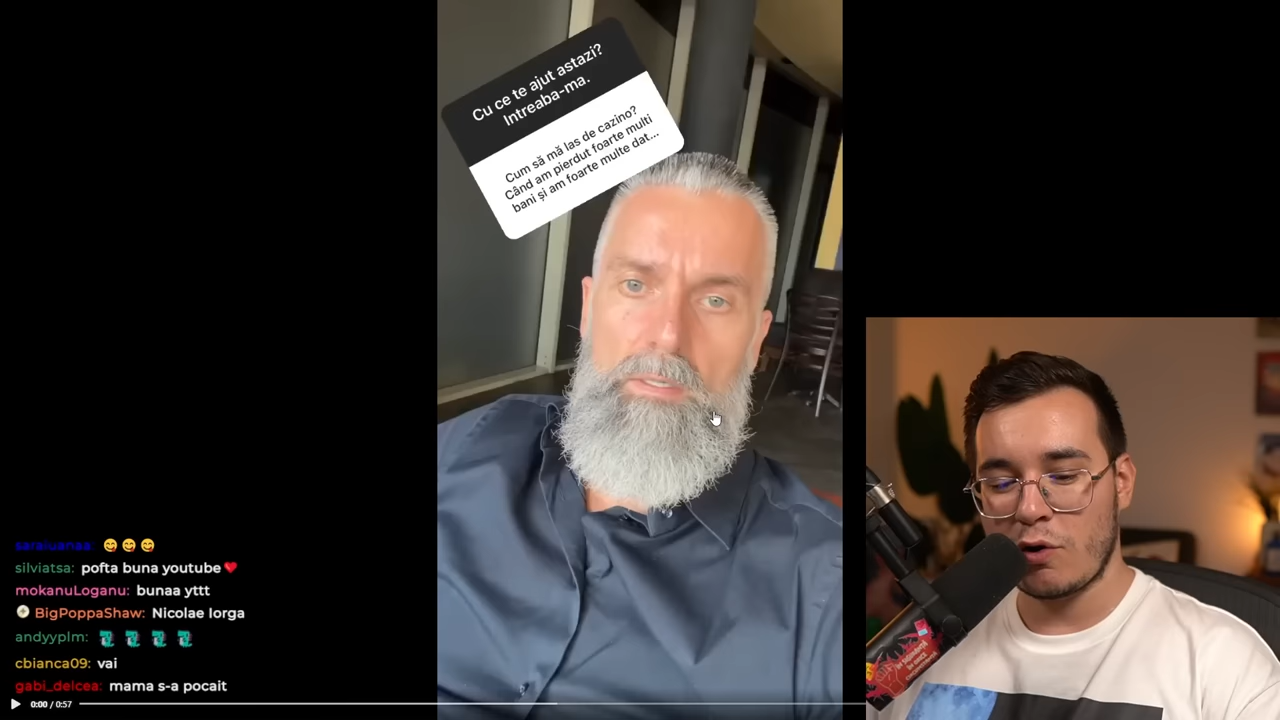 Cu ce te ajut astazi?
Intreaba-ma.
Cum să mă las de cazino?
Când am pierdut foarte multi
bani și am foarte multe dat...
saraiuanaa: 😋 😋 😋
silviatsa: pofta buna youtube❤️
mokanuLoganu: bunaa yttt
BigPoppaShaw: Nicolae Iorga
andyyplm:
cbianca09: vai
gabi_delcea: mama s-a pocait
0:00 / 0:57